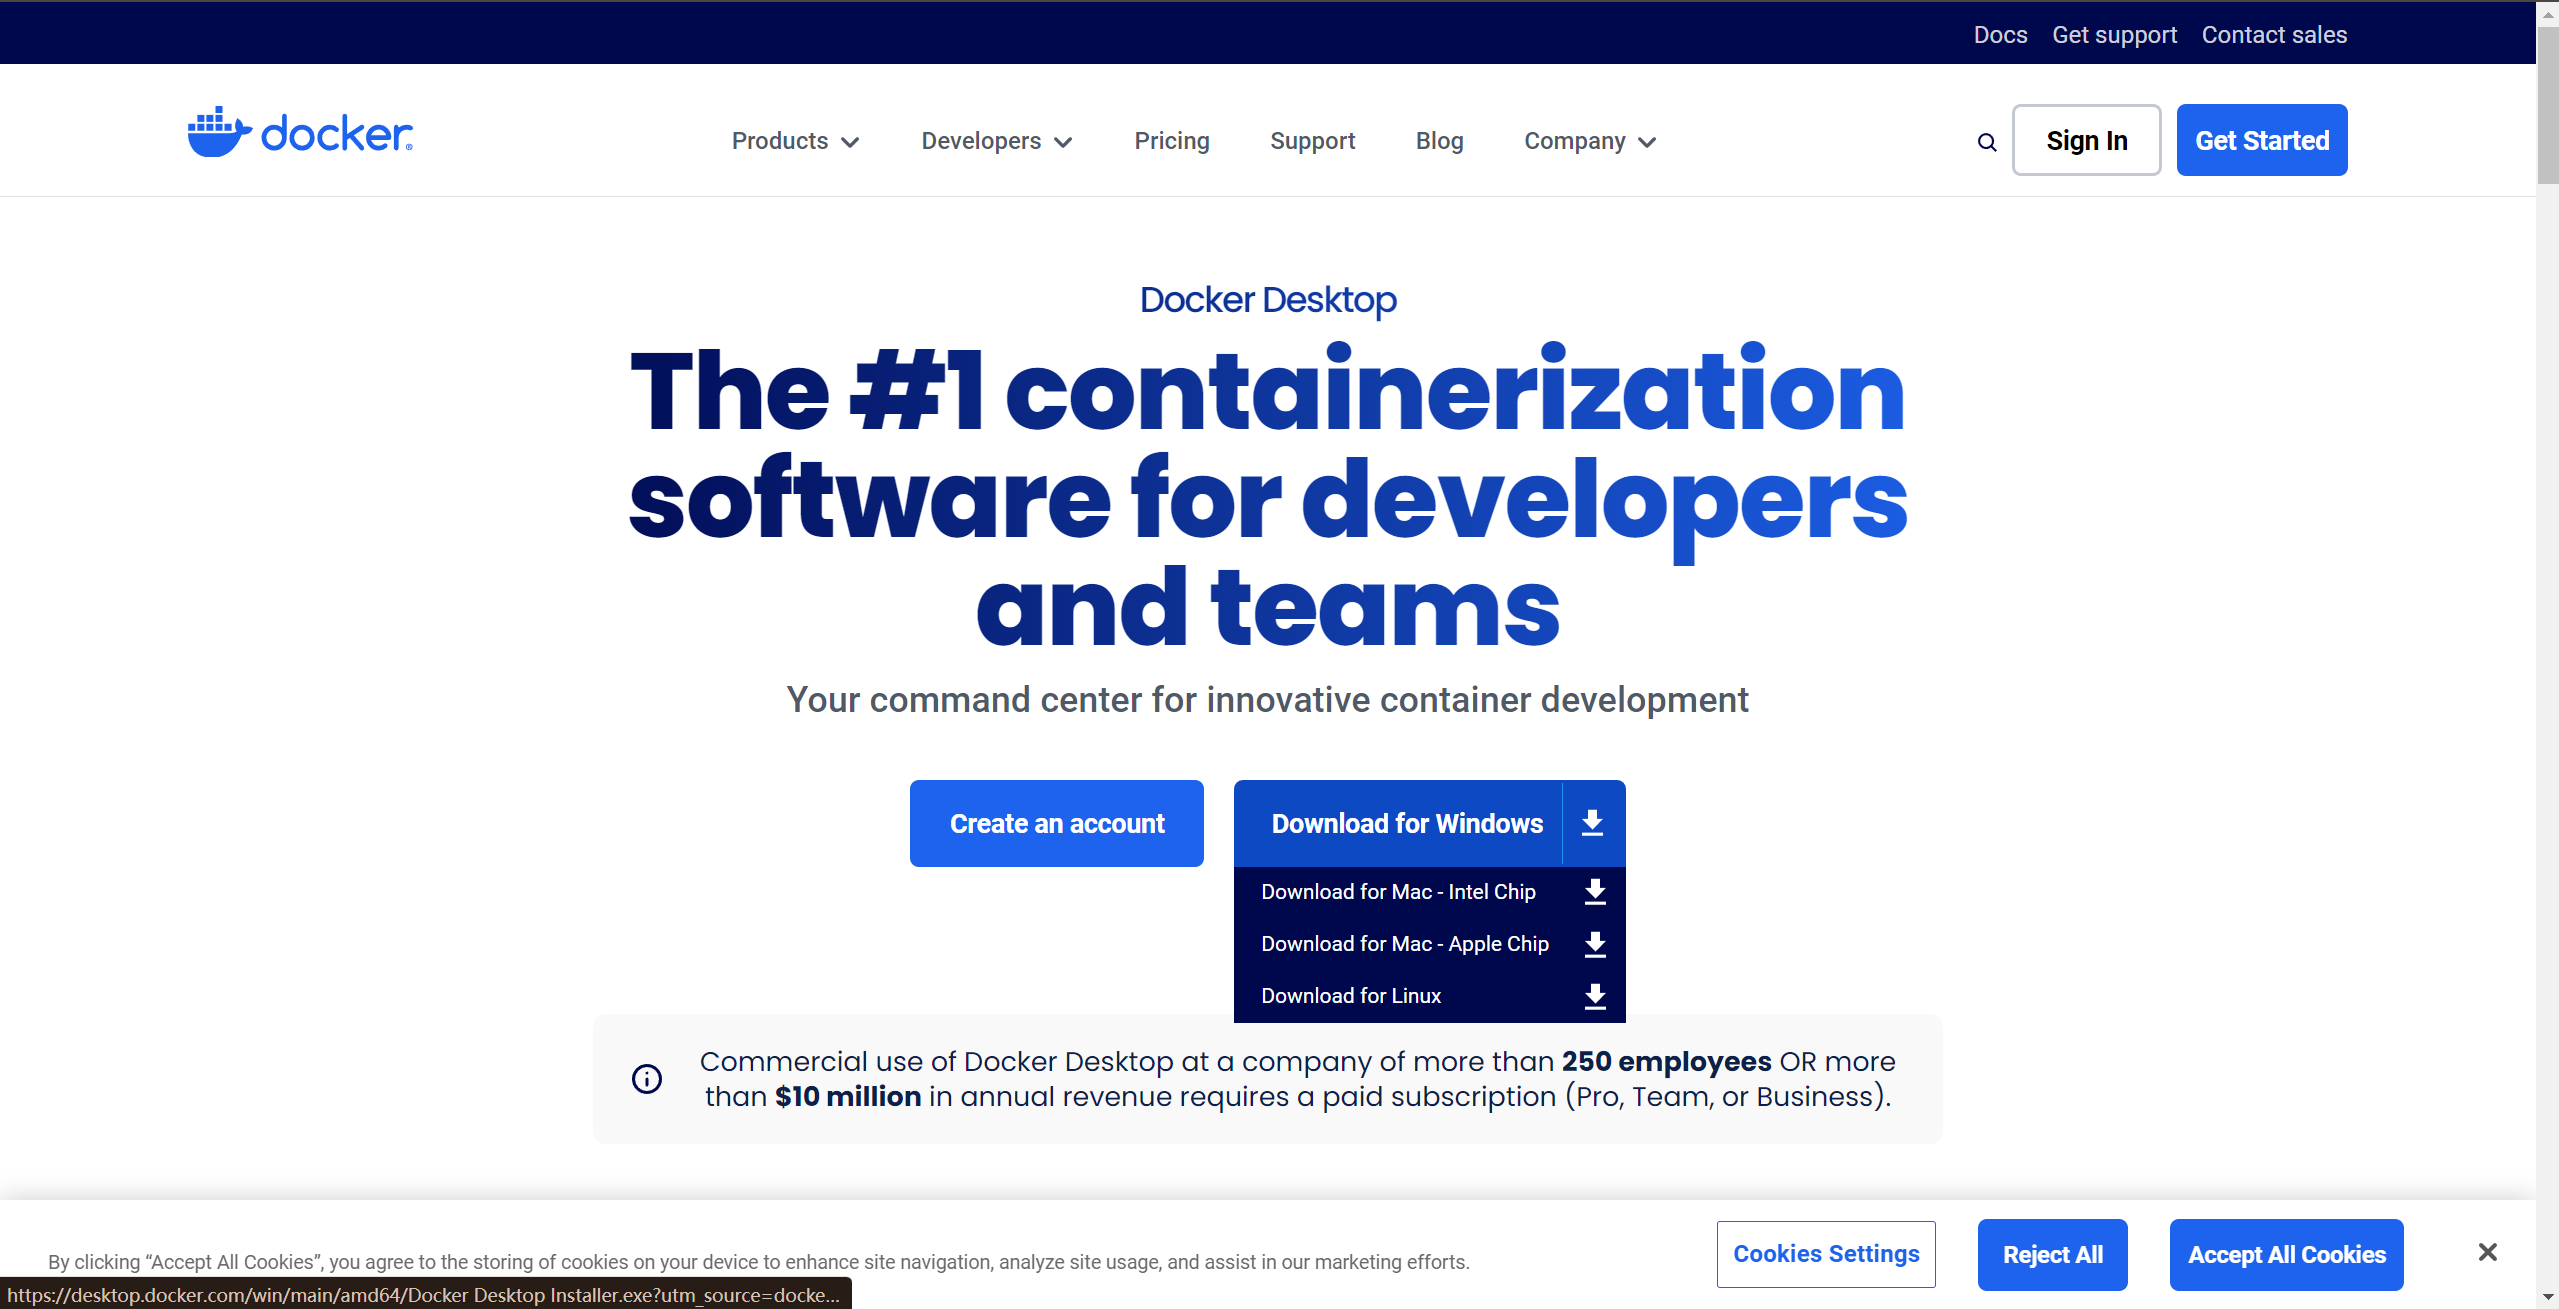 Docs Get support Contact sales
docker
Products Developers Pricing Support Blog Company Sign In Get Started
Docker Desktop
The #1 containerization
software for developers
and teams
Your command center for innovative container development
Create an account Download for Windows
Download for Mac - Intel Chip
Download for Mac - Apple Chip
Download for Linux
Commercial use of Docker Desktop at a company of more than 250 employees OR more
than $10 million in annual revenue requires a paid subscription (Pro, Team, or Business).
By clicking “Accept All Cookies”, you agree to the storing of cookies on your device to enhance site navigation, analyze site usage, and assist in our marketing efforts.
Cookies Settings Reject All Accept All Cookies
https://desktop.docker.com/win/main/amd64/Docker Desktop Installer.exe?utm_source=docke...